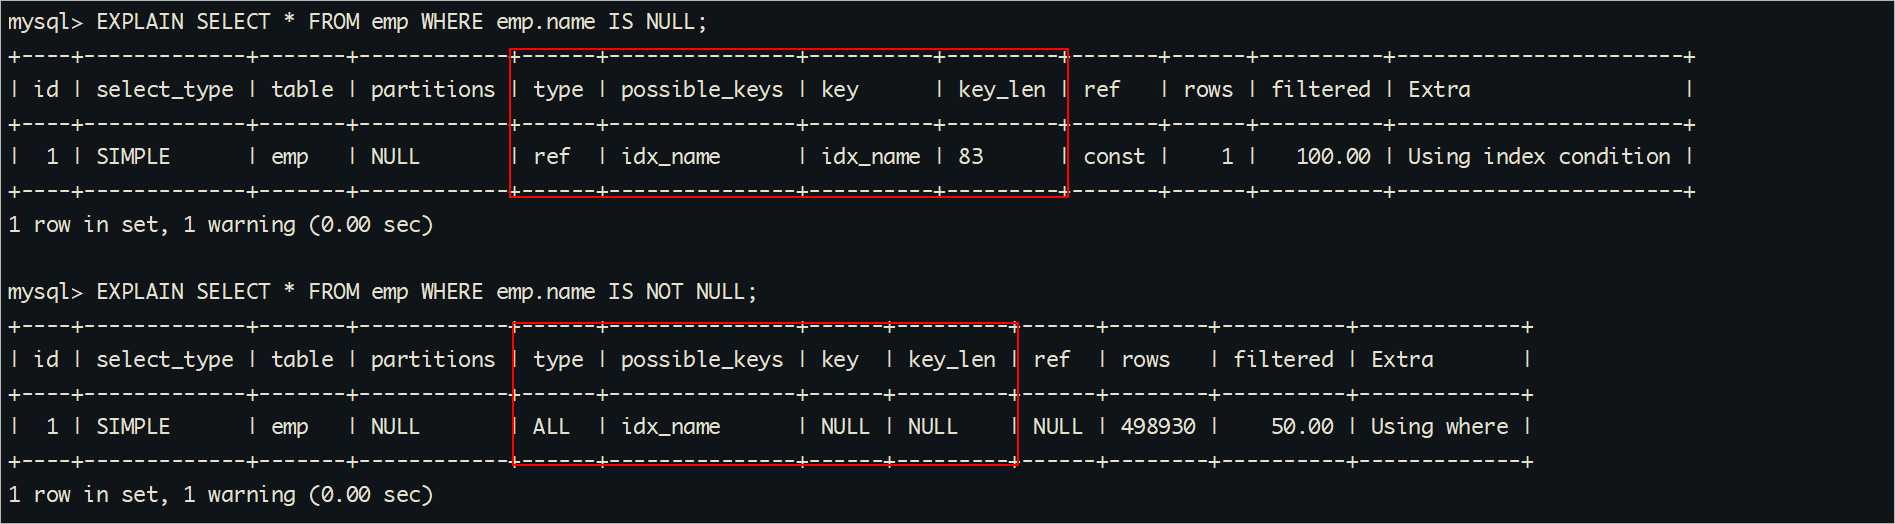 mysql> EXPLAIN SELECT * FROM emp WHERE emp.name IS NULL;
+----+-------------+-------+------------+------+---------------+----------+---------+-------+------+----------+-----------------------+
| id | select_type | table | partitions | type | possible_keys | key      | key_len | ref   | rows | filtered | Extra                 |
+----+-------------+-------+------------+------+---------------+----------+---------+-------+------+----------+-----------------------+
|  1 | SIMPLE      | emp   | NULL       | ref  | idx_name      | idx_name | 83      | const |    1 |   100.00 | Using index condition |
+----+-------------+-------+------------+------+---------------+----------+---------+-------+------+----------+-----------------------+
1 row in set, 1 warning (0.00 sec)
mysql> EXPLAIN SELECT * FROM emp WHERE emp.name IS NOT NULL;
+----+-------------+-------+------------+------+---------------+------+---------+------+--------+----------+-------------+
| id | select_type | table | partitions | type | possible_keys | key  | key_len | ref  | rows   | filtered | Extra       |
+----+-------------+-------+------------+------+---------------+------+---------+------+--------+----------+-------------+
|  1 | SIMPLE      | emp   | NULL       | ALL  | idx_name      | NULL | NULL    | NULL | 498930 |    50.00 | Using where |
+----+-------------+-------+------------+------+---------------+------+---------+------+--------+----------+-------------+
1 row in set, 1 warning (0.00 sec)